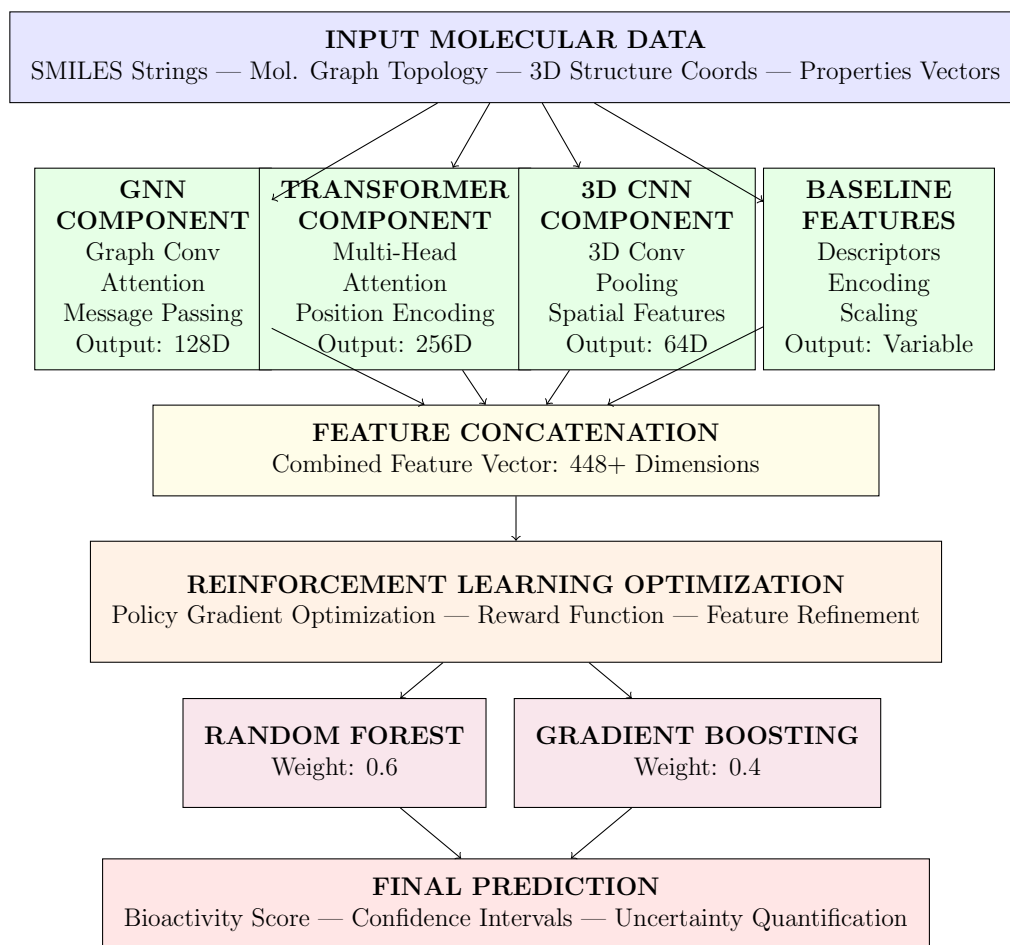 INPUT MOLECULAR DATA
SMILES Strings — Mol. Graph Topology — 3D Structure Coords — Properties Vectors
GNN
COMPONENT
Graph Conv
Attention
Message Passing
Output: 128D
TRANSFORMER
COMPONENT
Multi-Head
Attention
Position Encoding
Output: 256D
3D CNN
COMPONENT
3D Conv
Pooling
Spatial Features
Output: 64D
BASELINE
FEATURES
Descriptors
Encoding
Scaling
Output: Variable
FEATURE CONCATENATION
Combined Feature Vector: 448+ Dimensions
REINFORCEMENT LEARNING OPTIMIZATION
Policy Gradient Optimization — Reward Function — Feature Refinement
RANDOM FOREST
Weight: 0.6
GRADIENT BOOSTING
Weight: 0.4
FINAL PREDICTION
Bioactivity Score — Confidence Intervals — Uncertainty Quantification